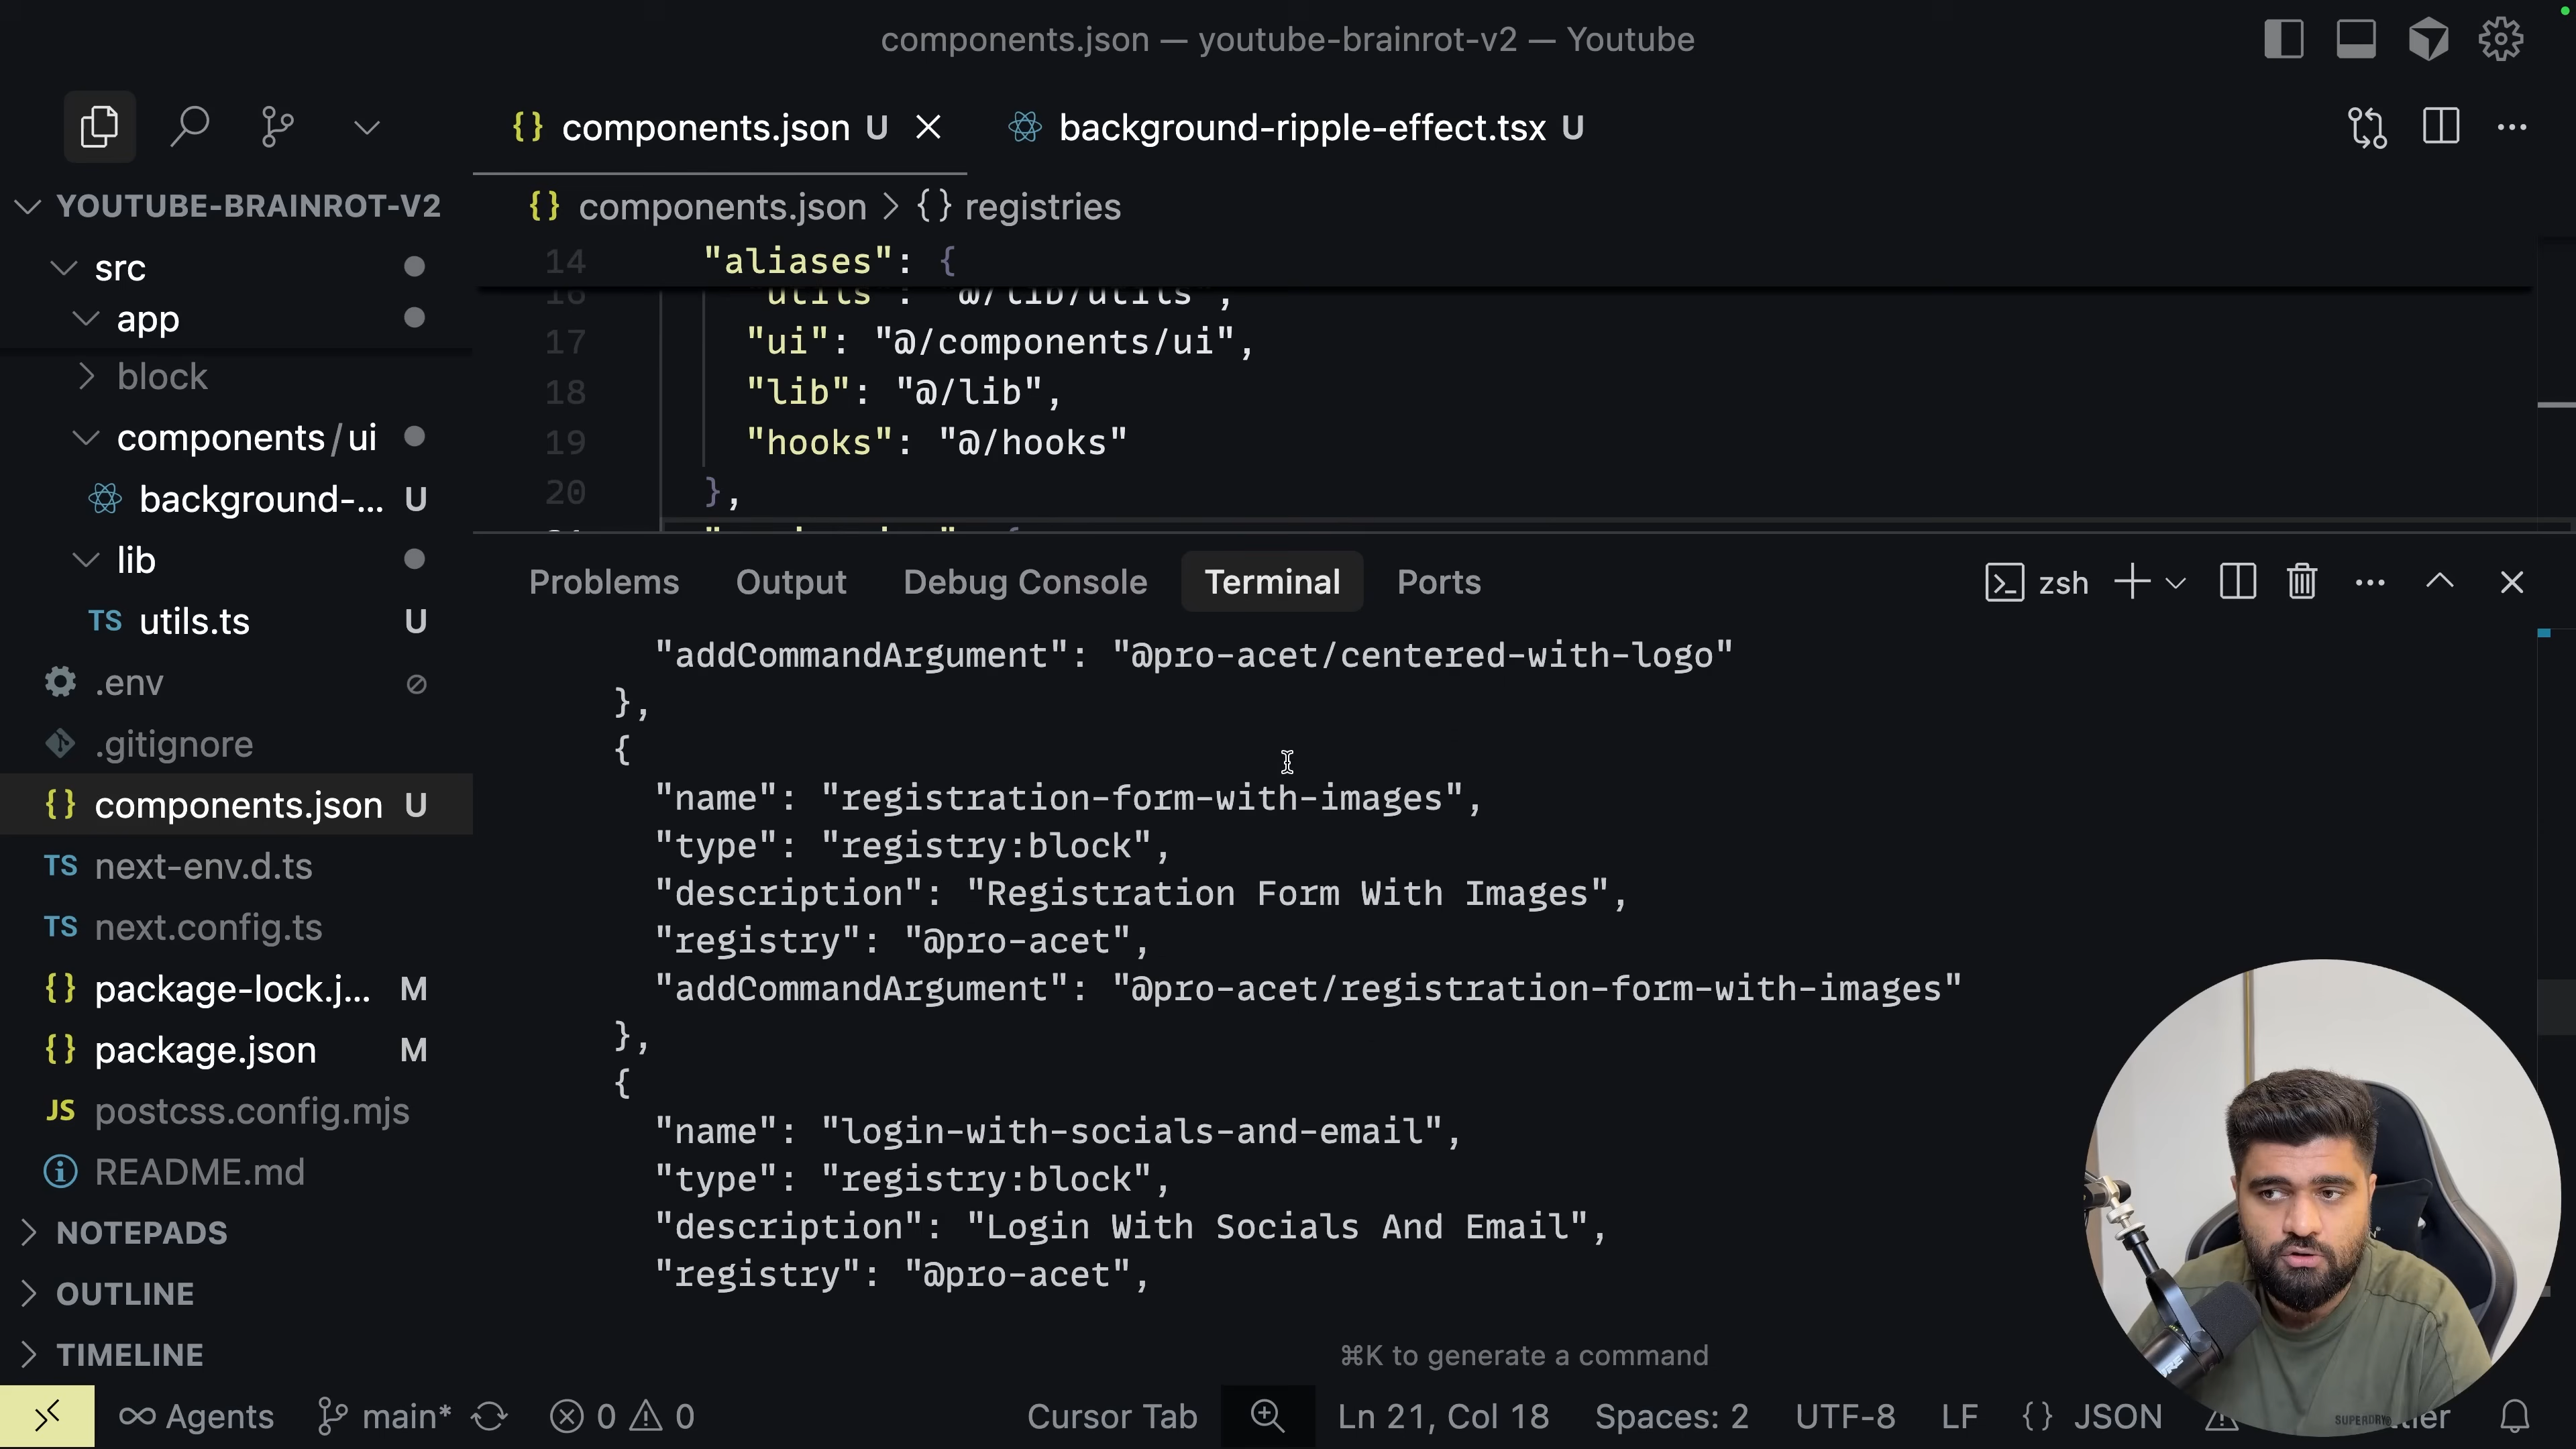 components.json — youtube-brainrot-v2 — Youtube
components.json U
background-ripple-effect.tsx U
YOUTUBE-BRAINROT-V2
src
app
block
components/ui
background-... U
lib
TS utils.ts U
.env
.gitignore
{} components.json U
TS next-env.d.ts
TS next.config.ts
{} package-lock.j... M
{} package.json M
JS postcss.config.mjs
README.md
NOTEPADS
OUTLINE
TIMELINE
{} components.json > {} registries
14 "aliases": {
16 "utils": "@/lib/utils",
17 "ui": "@/components/ui",
18 "lib": "@/lib",
19 "hooks": "@/hooks"
20 },
Problems Output Debug Console Terminal Ports
zsh
"addCommandArgument": "@pro-acet/centered-with-logo"
},
{
"name": "registration-form-with-images",
"type": "registry:block",
"description": "Registration Form With Images",
"registry": "@pro-acet",
"addCommandArgument": "@pro-acet/registration-form-with-images"
},
{
"name": "login-with-socials-and-email",
"type": "registry:block",
"description": "Login With Socials And Email",
"registry": "@pro-acet",
⌘K to generate a command
Agents main* 0 0 Cursor Tab Ln 21, Col 18 Spaces: 2 UTF-8 LF {} JSON
SUPERDRY